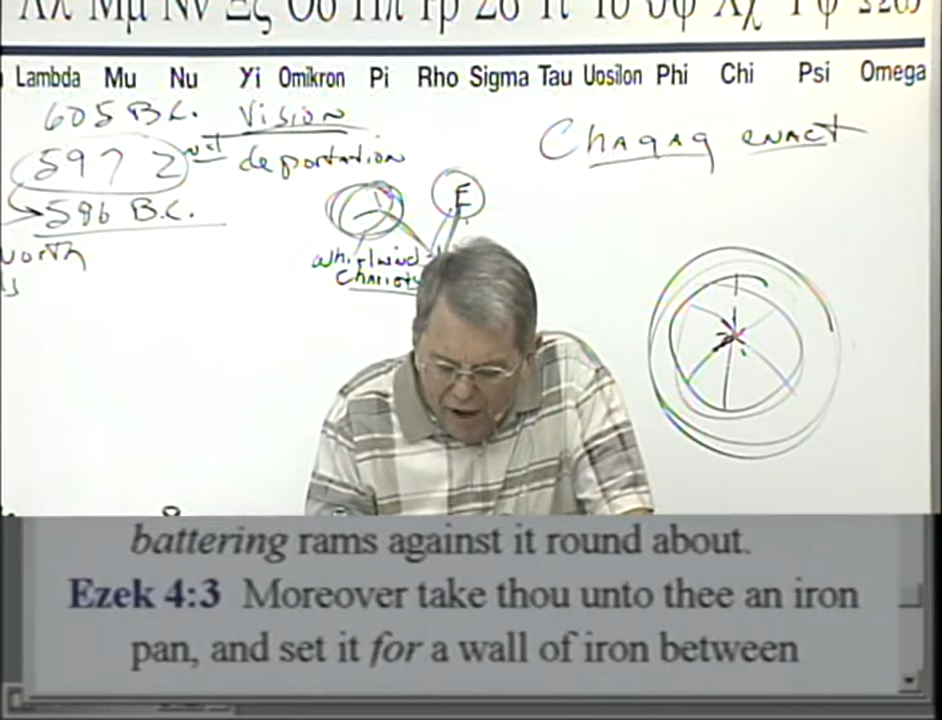 Λλ Μμ Νν Ξξ Οο Ππ Ρρ Σσ Ττ Υυ Φφ Χχ Ψψ Ωω
Lambda Mu Nu Yi Omikron Pi Rho Sigma Tau Uosilon Phi Chi Psi Omega
605 B.C. Vision
597 2nd deportation
586 B.C.
Chaqaq enact
E
whirlwind
Chariots
battering rams against it round about.
Ezek 4:3 Moreover take thou unto thee an iron
pan, and set it for a wall of iron between